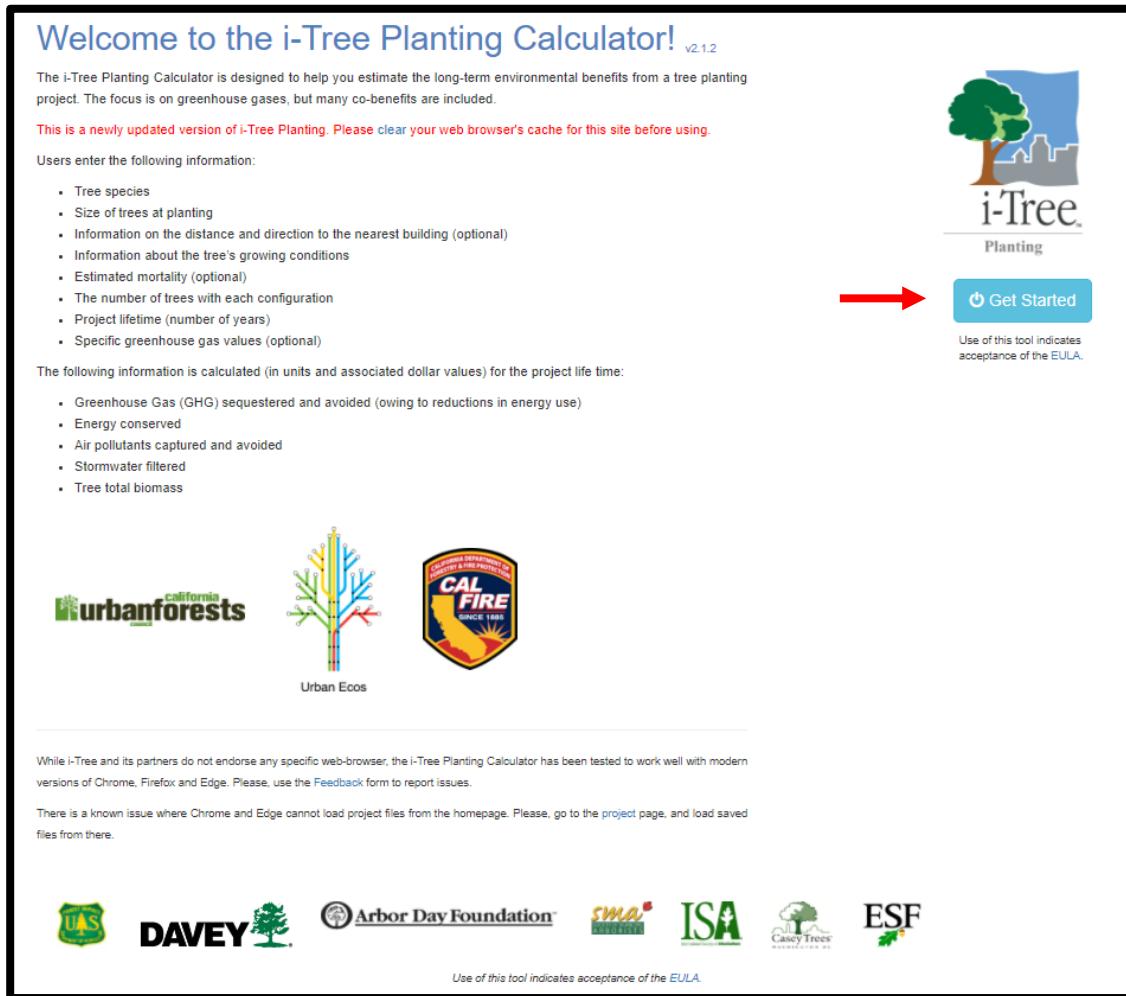 Welcome to the i-Tree Planting Calculator! v2.1.2
The i-Tree Planting Calculator is designed to help you estimate the long-term environmental benefits from a tree planting
project. The focus is on greenhouse gases, but many co-benefits are included.
This is a newly updated version of i-Tree Planting. Please clear your web browser's cache for this site before using.
Users enter the following information:
• Tree species
• Size of trees at planting
• Information on the distance and direction to the nearest building (optional)
• Information about the tree's growing conditions
• Estimated mortality (optional)
• The number of trees with each configuration
• Project lifetime (number of years)
• Specific greenhouse gas values (optional)
The following information is calculated (in units and associated dollar values) for the project life time:
• Greenhouse Gas (GHG) sequestered and avoided (owing to reductions in energy use)
• Energy conserved
• Air pollutants captured and avoided
• Stormwater filtered
• Tree total biomass
i-Tree™
Planting
Get Started
Use of this tool indicates
acceptance of the EULA.
california
urbanforests
council
Urban Ecos
CALIFORNIA DEPARTMENT OF
FORESTRY & FIRE PROTECTION
CAL
FIRE
SINCE 1885
While i-Tree and its partners do not endorse any specific web-browser, the i-Tree Planting Calculator has been tested to work well with modern
versions of Chrome, Firefox and Edge. Please, use the Feedback form to report issues.
There is a known issue where Chrome and Edge cannot load project files from the homepage. Please, go to the project page, and load saved
files from there.
UAS
DAVEY
Arbor Day Foundation
sma
ARBORISTS
ISA
Casey Trees
WASHINGTON DC
ESF
Use of this tool indicates acceptance of the EULA.